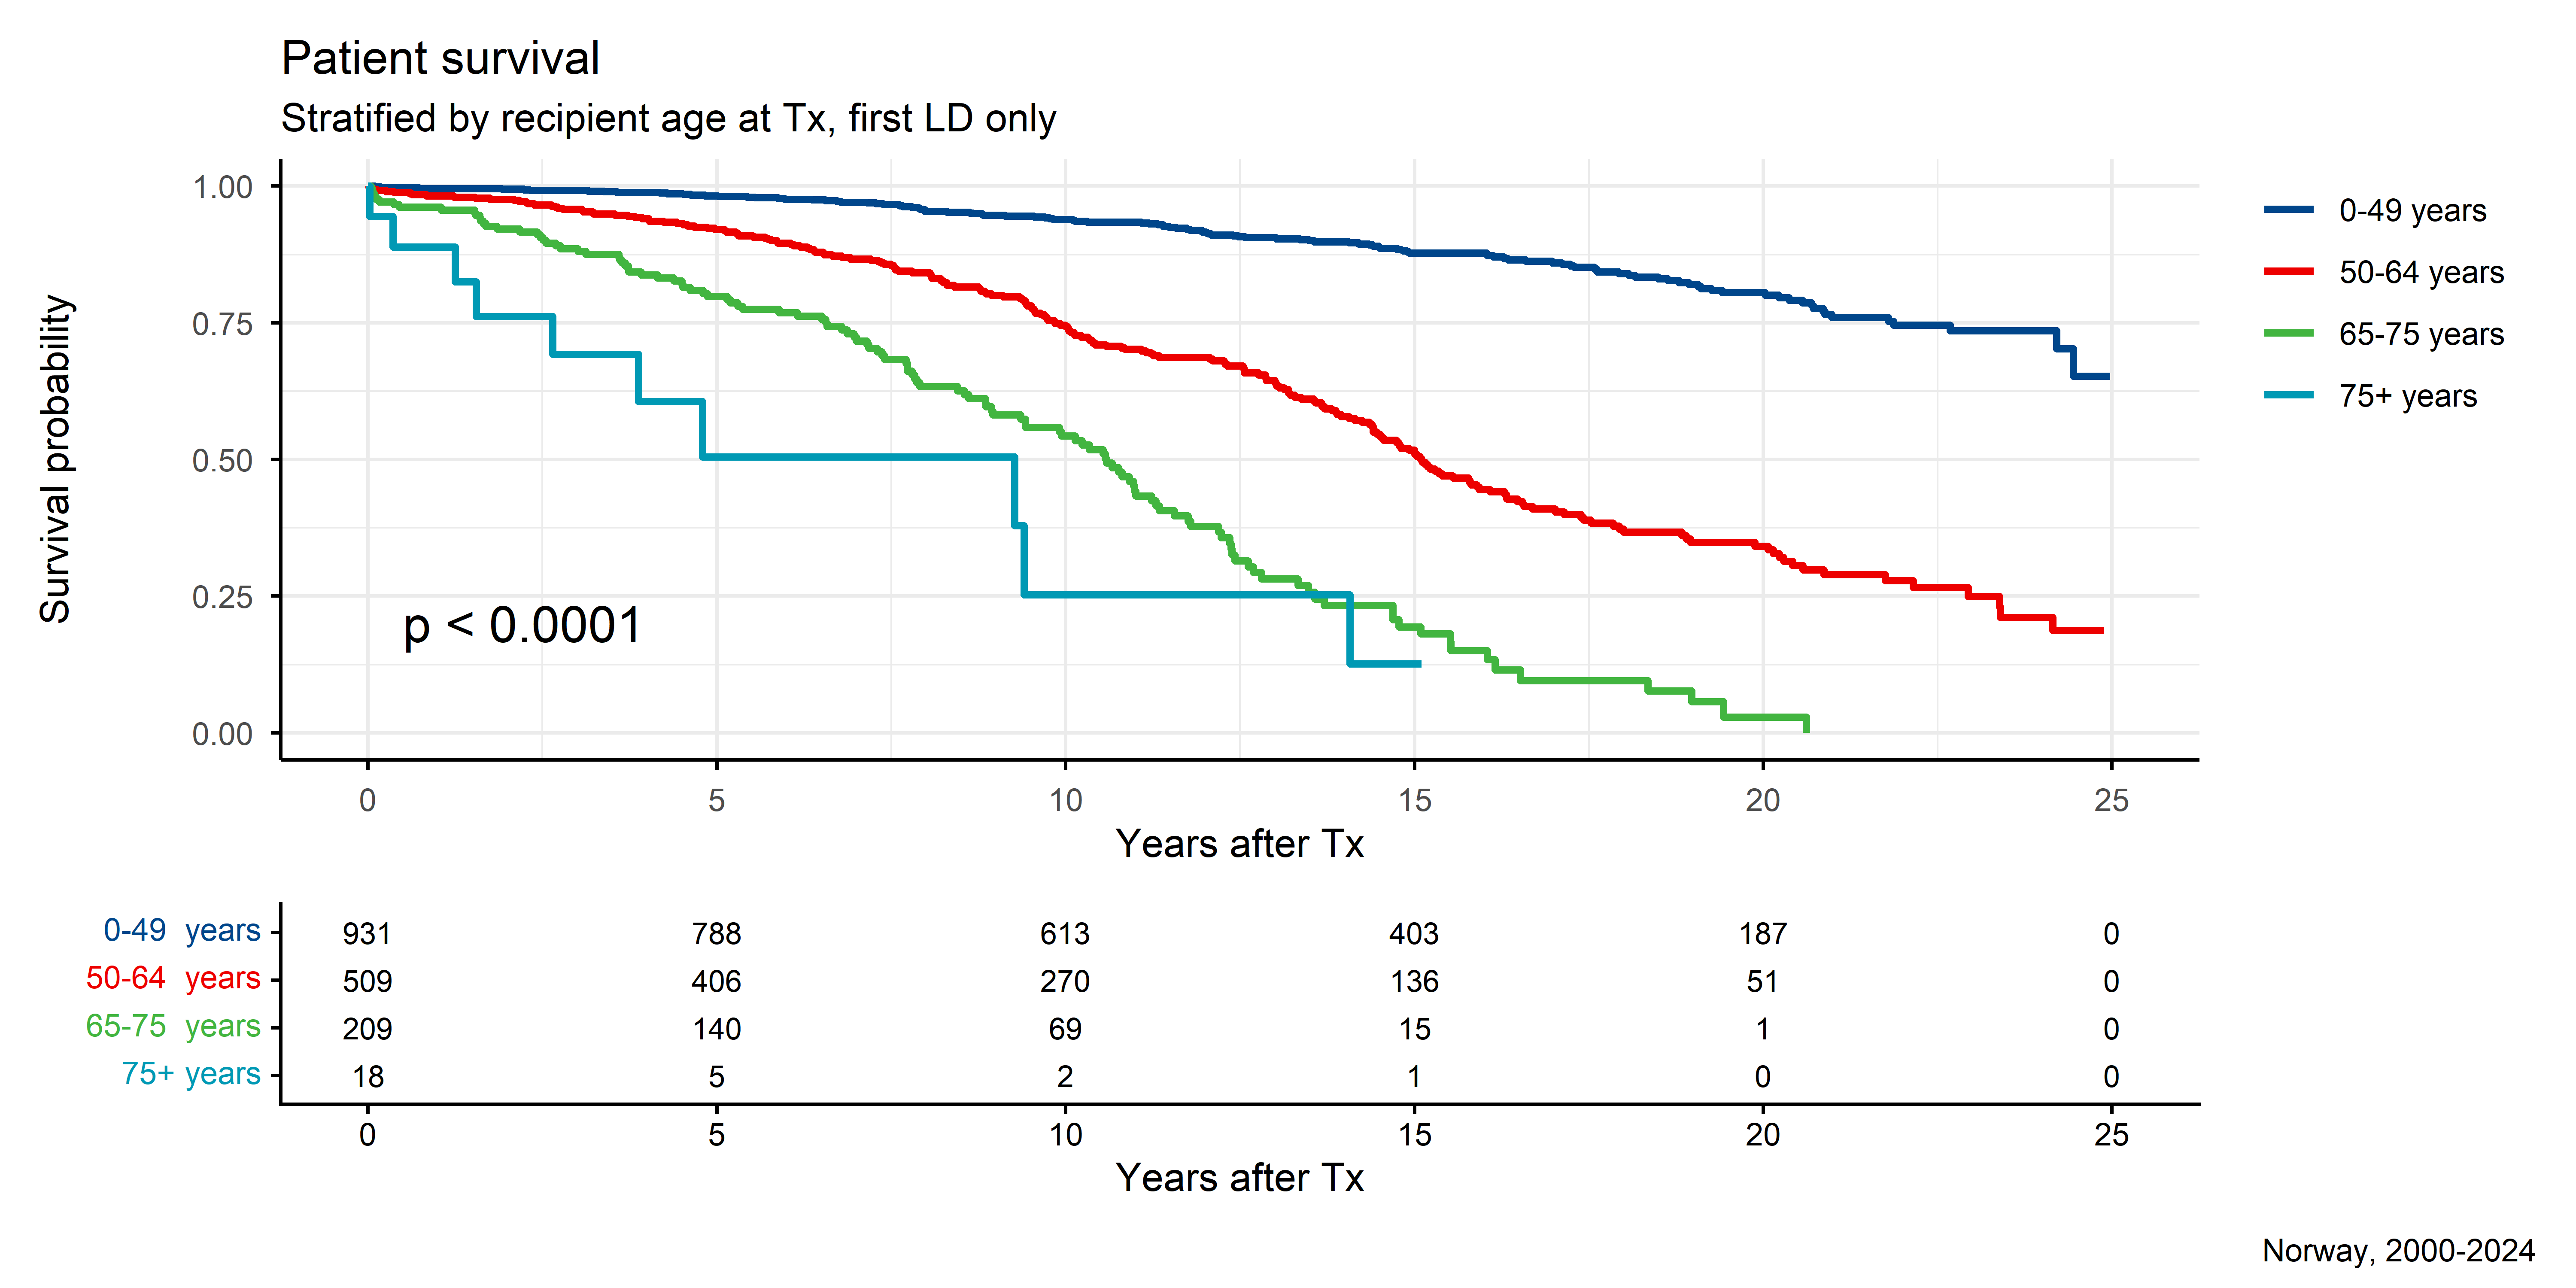 Patient survival
Stratified by recipient age at Tx, first LD only
Survival probability
1.00
0.75
0.50
0.25
0.00
p < 0.0001
0 5 10 15 20 25
Years after Tx
0-49 years
50-64 years
65-75 years
75+ years
0-49 years 931 788 613 403 187 0
50-64 years 509 406 270 136 51 0
65-75 years 209 140 69 15 1 0
75+ years 18 5 2 1 0 0
0 5 10 15 20 25
Years after Tx
Norway, 2000-2024